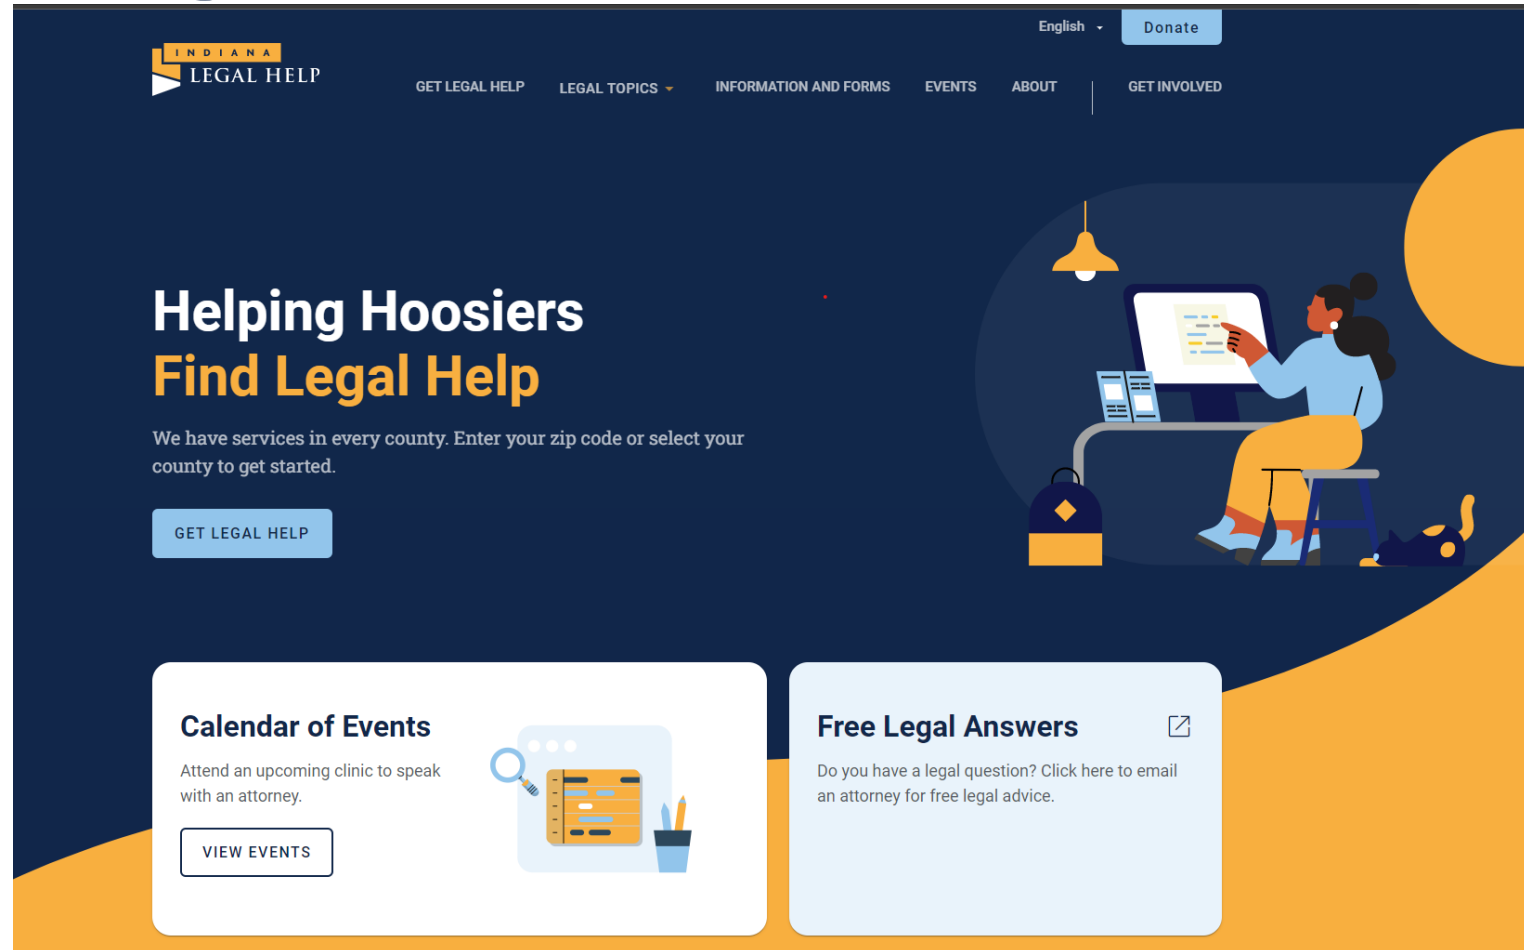 English
Donate
INDIANA
LEGAL HELP
GET LEGAL HELP
LEGAL TOPICS
INFORMATION AND FORMS
EVENTS
ABOUT
GET INVOLVED
Helping Hoosiers
Find Legal Help
We have services in every county. Enter your zip code or select your
county to get started.
GET LEGAL HELP
Calendar of Events
Attend an upcoming clinic to speak
with an attorney.
VIEW EVENTS
Free Legal Answers
Do you have a legal question? Click here to email
an attorney for free legal advice.